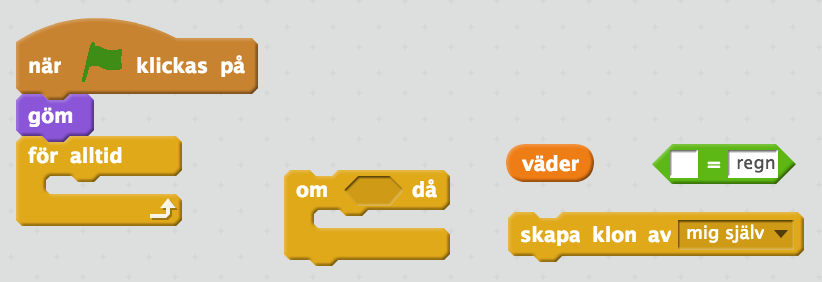 när klickas på
göm
för alltid
om då
väder
= regn
skapa klon av mig själv